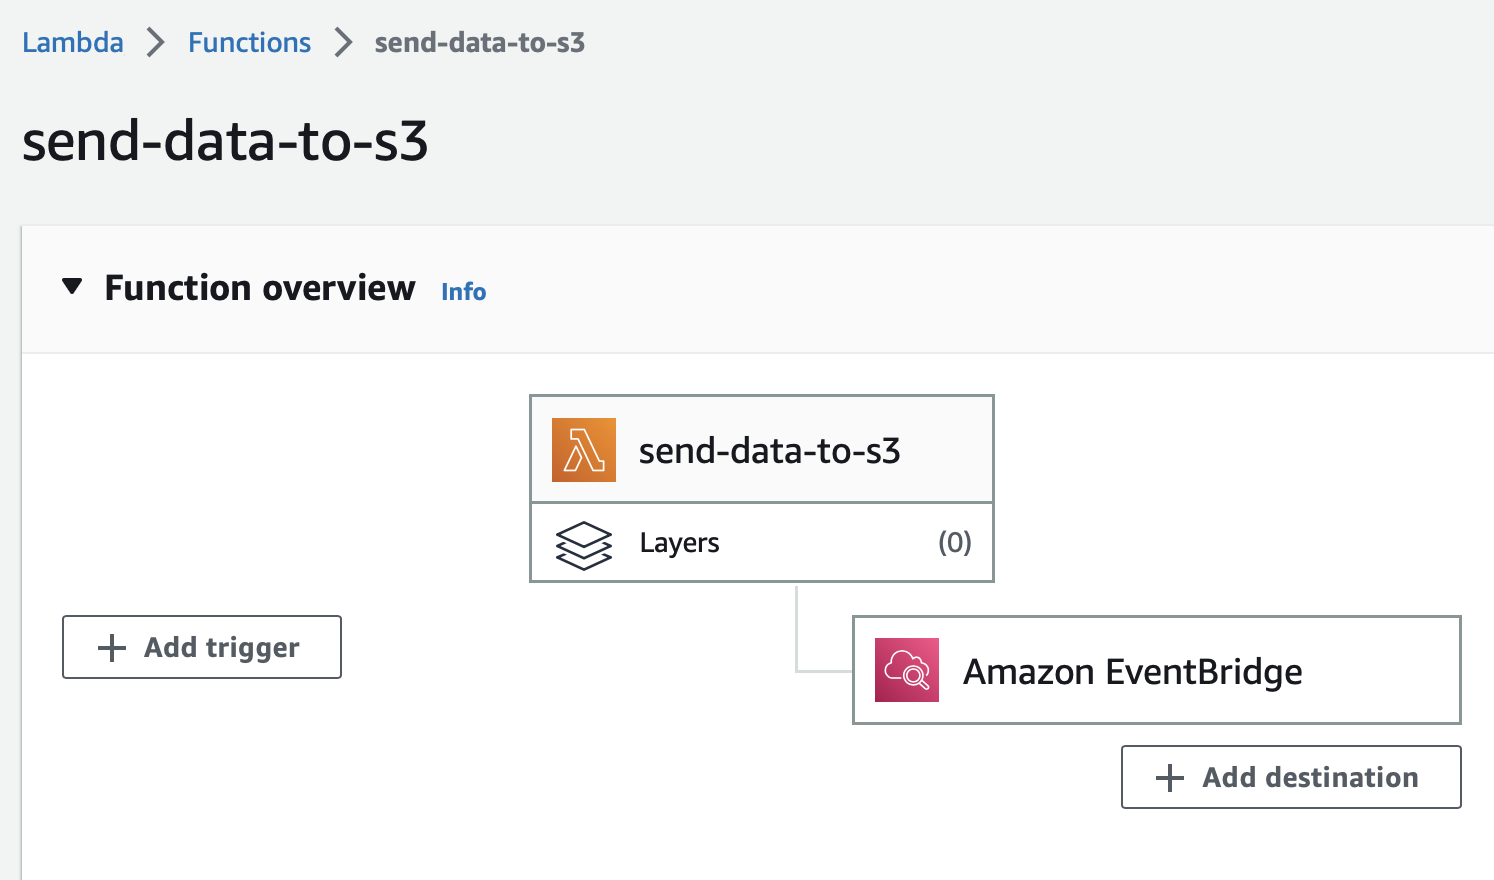 Lambda > Functions > send-data-to-s3
send-data-to-s3
Function overview Info
send-data-to-s3
Layers (0)
Add trigger
Amazon EventBridge
Add destination